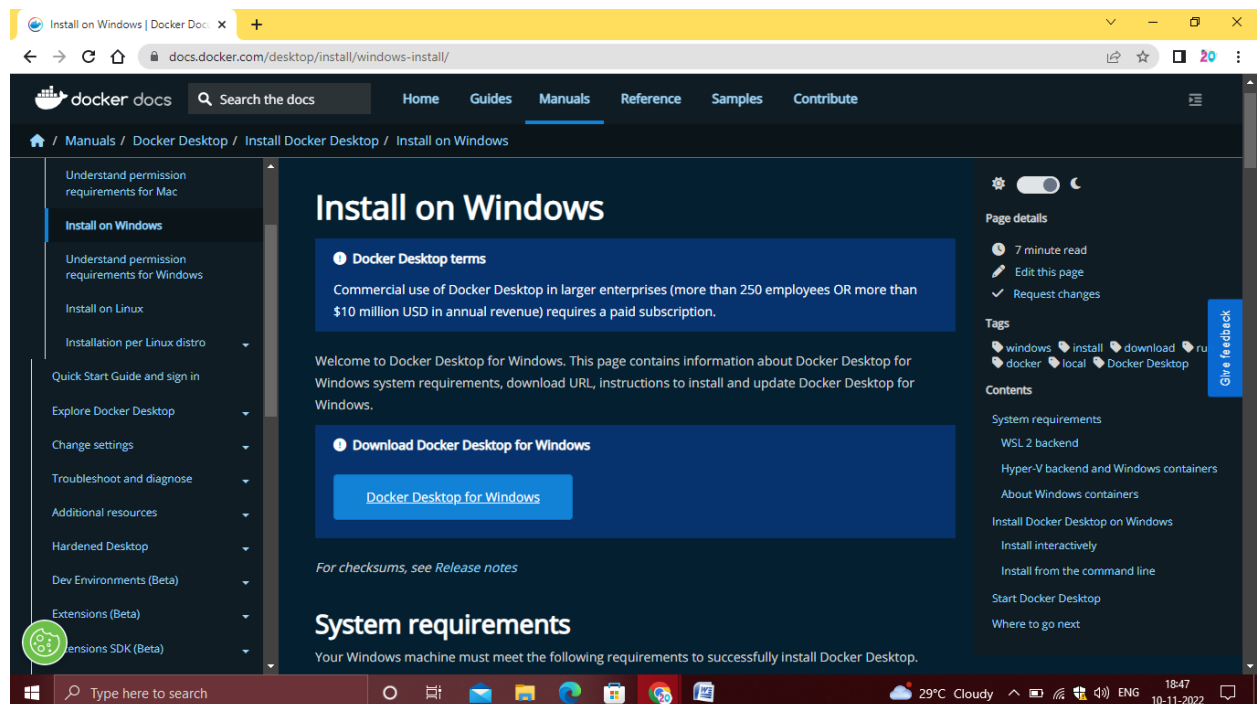 Install on Windows | Docker Doc
docs.docker.com/desktop/install/windows-install/
20
docker docs
Search the docs
Home Guides Manuals Reference Samples Contribute
/ Manuals / Docker Desktop / Install Docker Desktop / Install on Windows
Understand permission
requirements for Mac
Install on Windows
Understand permission
requirements for Windows
Install on Linux
Installation per Linux distro
Quick Start Guide and sign in
Explore Docker Desktop
Change settings
Troubleshoot and diagnose
Additional resources
Hardened Desktop
Dev Environments (Beta)
Extensions (Beta)
SDK (Beta)
Install on Windows
Docker Desktop terms
Commercial use of Docker Desktop in larger enterprises (more than 250 employees OR more than
$10 million USD in annual revenue) requires a paid subscription.
Welcome to Docker Desktop for Windows. This page contains information about Docker Desktop for
Windows system requirements, download URL, instructions to install and update Docker Desktop for
Windows.
Download Docker Desktop for Windows
Docker Desktop for Windows
For checksums, see Release notes
System requirements
Your Windows machine must meet the following requirements to successfully install Docker Desktop.
Page details
7 minute read
Edit this page
Request changes
Tags
windows install download ru
docker local Docker Desktop
Contents
System requirements
WSL 2 backend
Hyper-V backend and Windows containers
About Windows containers
Install Docker Desktop on Windows
Install interactively
Install from the command line
Start Docker Desktop
Where to go next
Give feedback
Type here to search
29°C Cloudy
ENG
18:47
10-11-2022